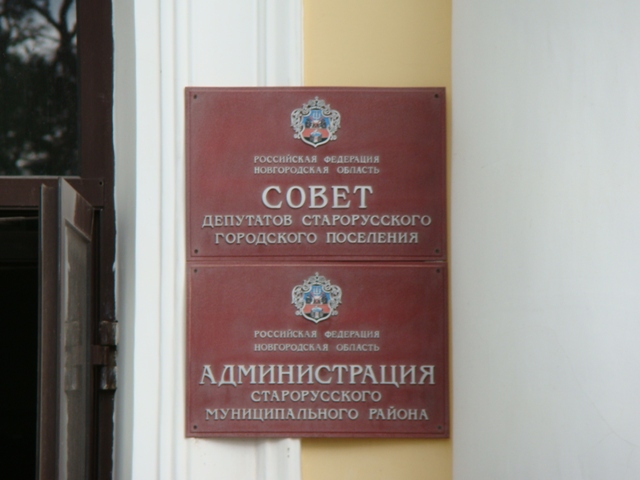 РОССИЙСКАЯ ФЕДЕРАЦИЯ
НОВГОРОДСКАЯ ОБЛАСТЬ
СОВЕТ
ДЕПУТАТОВ СТАРОРУССКОГО
ГОРОДСКОГО ПОСЕЛЕНИЯ
РОССИЙСКАЯ ФЕДЕРАЦИЯ
НОВГОРОДСКАЯ ОБЛАСТЬ
АДМИНИСТРАЦИЯ
СТАРОРУССКОГО
МУНИЦИПАЛЬНОГО РАЙОНА